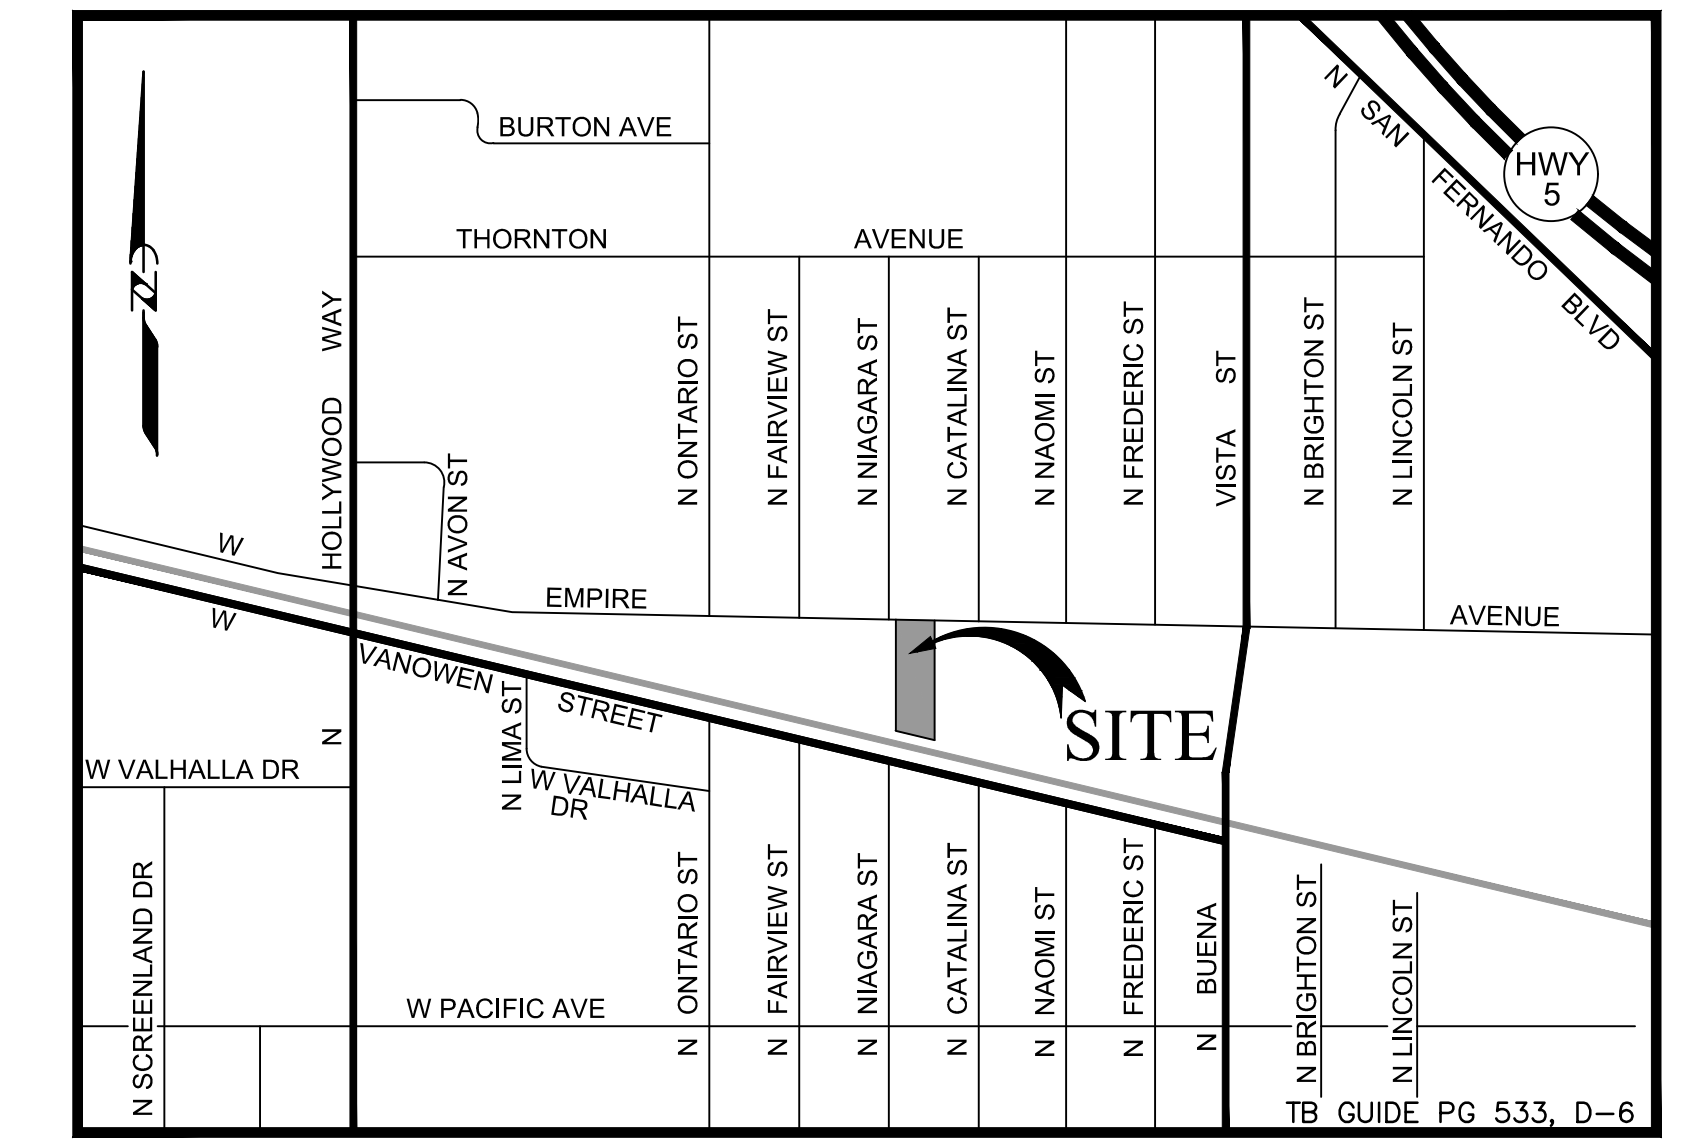 BURTON AVE
N SAN FERNANDO BLVD
HWY
5
THORNTON AVENUE
N
N HOLLYWOOD WAY
N AVON ST
N ONTARIO ST
N FAIRVIEW ST
N NIAGARA ST
N CATALINA ST
N NAOMI ST
N FREDERIC ST
N BUENA VISTA ST
N BRIGHTON ST
N LINCOLN ST
W EMPIRE AVENUE
W VANOWEN STREET
SITE
W VALHALLA DR
N LIMA ST
W VALHALLA
DR
N SCREENLAND DR
W PACIFIC AVE
N ONTARIO ST
N FAIRVIEW ST
N NIAGARA ST
N CATALINA ST
N NAOMI ST
N FREDERIC ST
N BRIGHTON ST
N LINCOLN ST
TB GUIDE PG 533, D-6